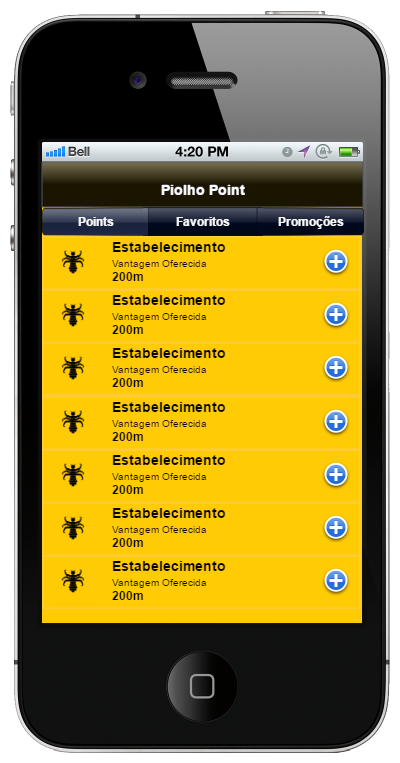 Bell 4:20 PM
Piolho Point
Points Favoritos Promoções
Estabelecimento
Vantagem Oferecida
200m
Estabelecimento
Vantagem Oferecida
200m
Estabelecimento
Vantagem Oferecida
200m
Estabelecimento
Vantagem Oferecida
200m
Estabelecimento
Vantagem Oferecida
200m
Estabelecimento
Vantagem Oferecida
200m
Estabelecimento
Vantagem Oferecida
200m